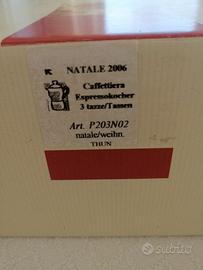 NATALE 2006
Caffettiera
Espressokocher
3 tazze/Tassen
Art. P203N02
natale/weihn.
THUN
subito